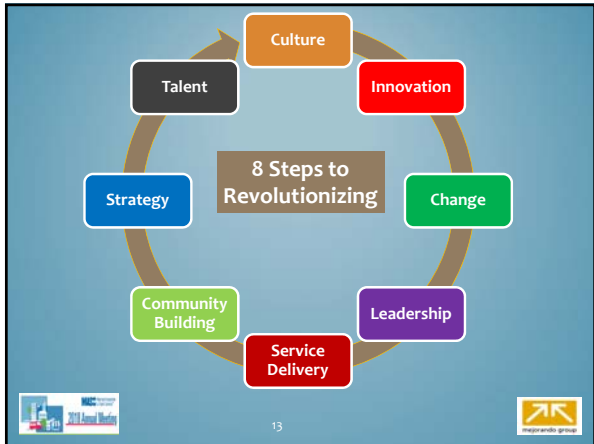 Culture
Innovation
Change
Leadership
Service
Delivery
Community
Building
Strategy
Talent
8 Steps to
Revolutionizing
2018 Annual Meeting
13
mejorando group